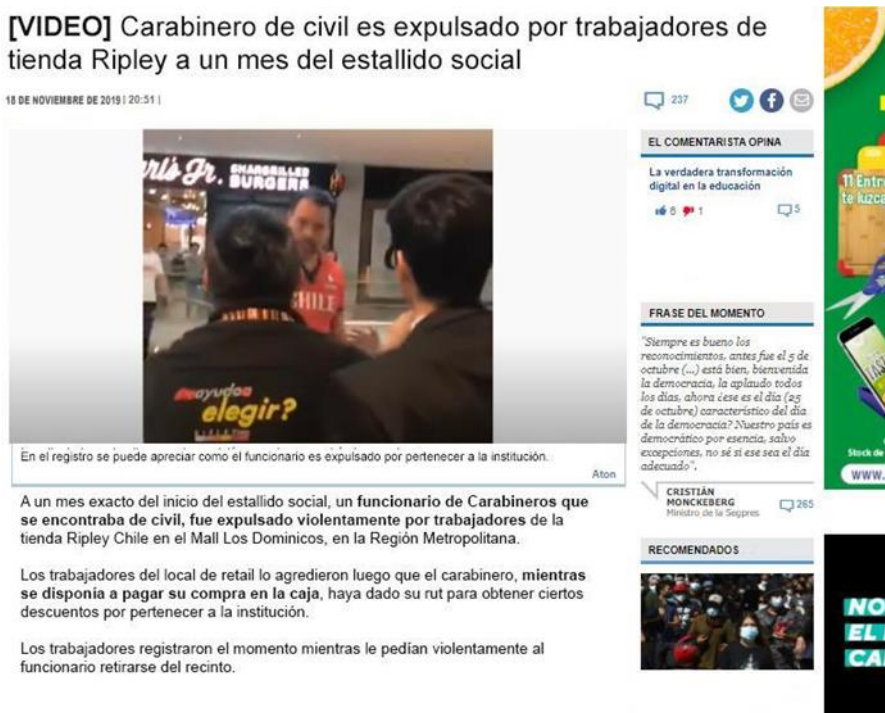 [VIDEO] Carabinero de civil es expulsado por trabajadores de
tienda Ripley a un mes del estallido social
18 DE NOVIEMBRE DE 2019 | 20:51 |
237
Carl's Jr. CHARGRILLED
BURGERS
CHILE
elegir?
En el registro se puede apreciar como el funcionario es expulsado por pertenecer a la institución.
Aton
A un mes exacto del inicio del estallido social, un funcionario de Carabineros que
se encontraba de civil, fue expulsado violentamente por trabajadores de la
tienda Ripley Chile en el Mall Los Dominicos, en la Región Metropolitana.
Los trabajadores del local de retail lo agredieron luego que el carabinero, mientras
se disponía a pagar su compra en la caja, haya dado su rut para obtener ciertos
descuentos por pertenecer a la institución.
Los trabajadores registraron el momento mientras le pedían violentamente al
funcionario retirarse del recinto.
EL COMENTARISTA OPINA
La verdadera transformación
digital en la educación
6 1 5
FRASE DEL MOMENTO
"Siempre es bueno los
reconocimientos, antes fue el 5 de
octubre (...) está bien, bienvenida
la democracia, la aplaudo todos
los días, ahora ¿ese es el día (25
de octubre) característico del día
de la democracia? Nuestro país es
democrático por esencia, salvo
excepciones, no sé si ese sea el día
adecuado".
CRISTIÁN
MONCKEBERG
Ministro de la Segpres
265
RECOMENDADOS
11 Entre
te luzca
Stock de
WWW.
NO
EL
CA